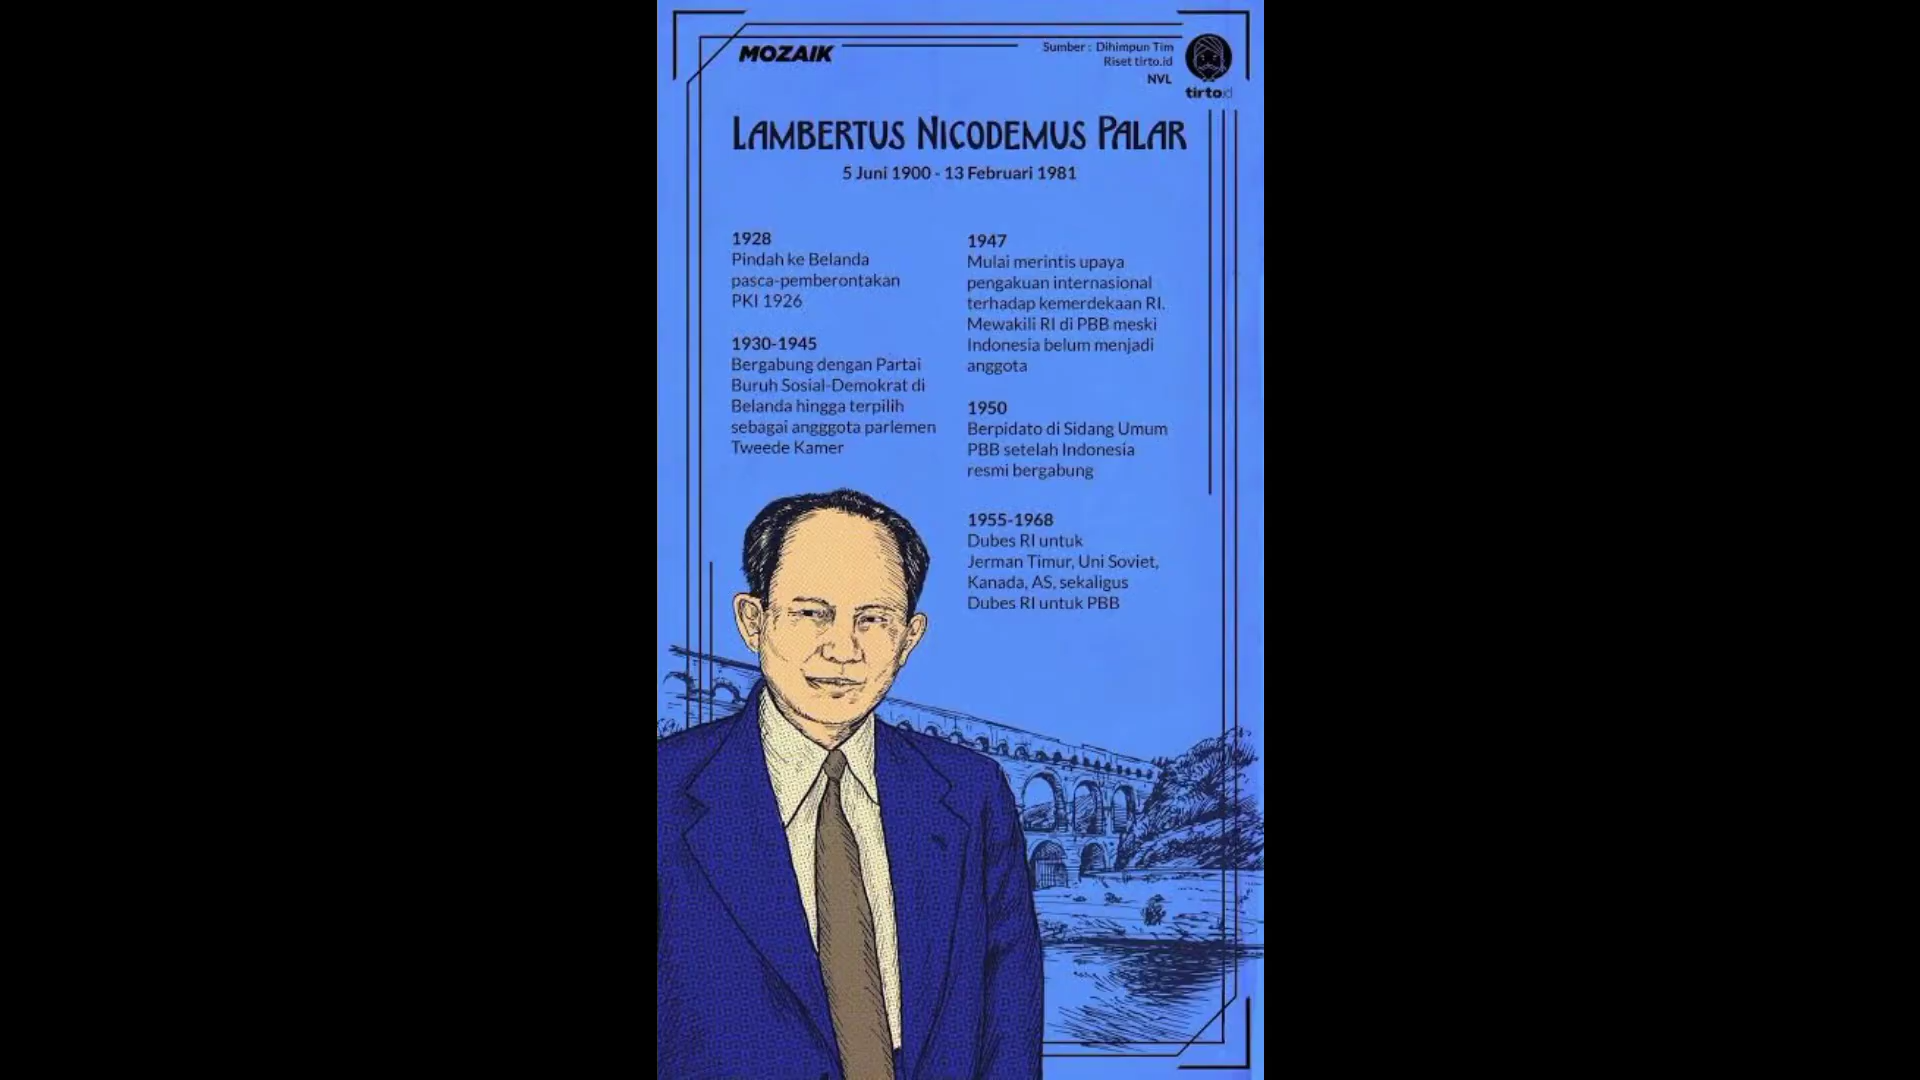 MOZAIK
Sumber : Dihimpun Tim
Riset tirto.id
NVL
tirto.id
LAMBERTUS NICODEMUS PALAR
5 Juni 1900 - 13 Februari 1981
1928
Pindah ke Belanda
pasca-pemberontakan
PKI 1926
1930-1945
Bergabung dengan Partai
Buruh Sosial-Demokrat di
Belanda hingga terpilih
sebagai angggota parlemen
Tweede Kamer
1947
Mulai merintis upaya
pengakuan internasional
terhadap kemerdekaan RI.
Mewakili RI di PBB meski
Indonesia belum menjadi
anggota
1950
Berpidato di Sidang Umum
PBB setelah Indonesia
resmi bergabung
1955-1968
Dubes RI untuk
Jerman Timur, Uni Soviet,
Kanada, AS, sekaligus
Dubes RI untuk PBB